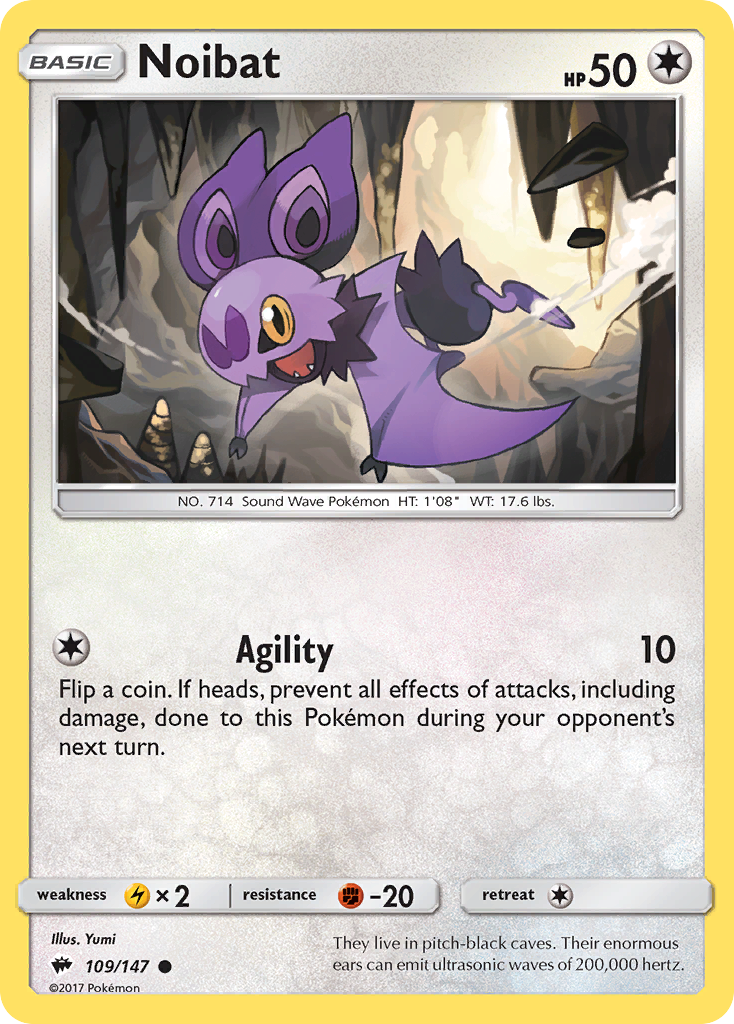 BASIC Noibat HP 50
NO. 714 Sound Wave Pokémon HT: 1'08" WT: 17.6 lbs.
Agility 10
Flip a coin. If heads, prevent all effects of attacks, including
damage, done to this Pokémon during your opponent's
next turn.
weakness × 2 resistance -20 retreat
Illus. Yumi
109/147
©2017 Pokémon
They live in pitch-black caves. Their enormous
ears can emit ultrasonic waves of 200,000 hertz.